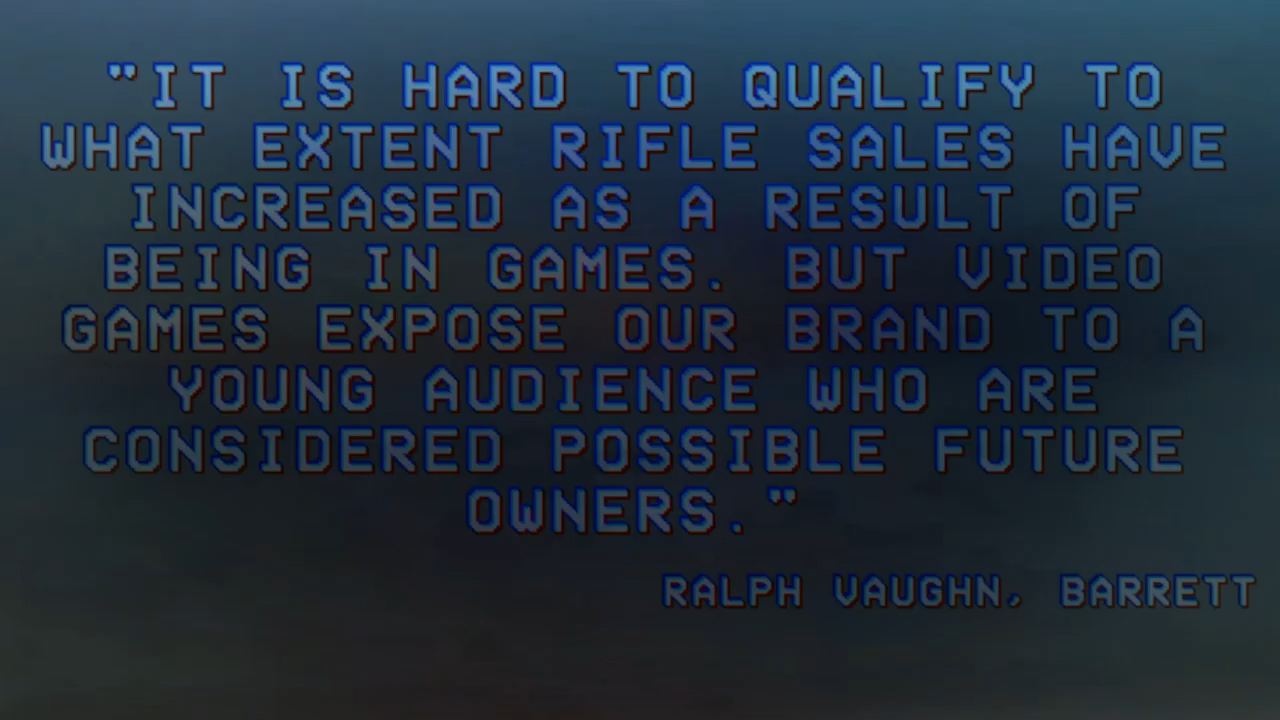 "IT IS HARD TO QUALIFY TO
WHAT EXTENT RIFLE SALES HAVE
INCREASED AS A RESULT OF
BEING IN GAMES. BUT VIDEO
GAMES EXPOSE OUR BRAND TO A
YOUNG AUDIENCE WHO ARE
CONSIDERED POSSIBLE FUTURE
OWNERS."
RALPH VAUGHN, BARRETT